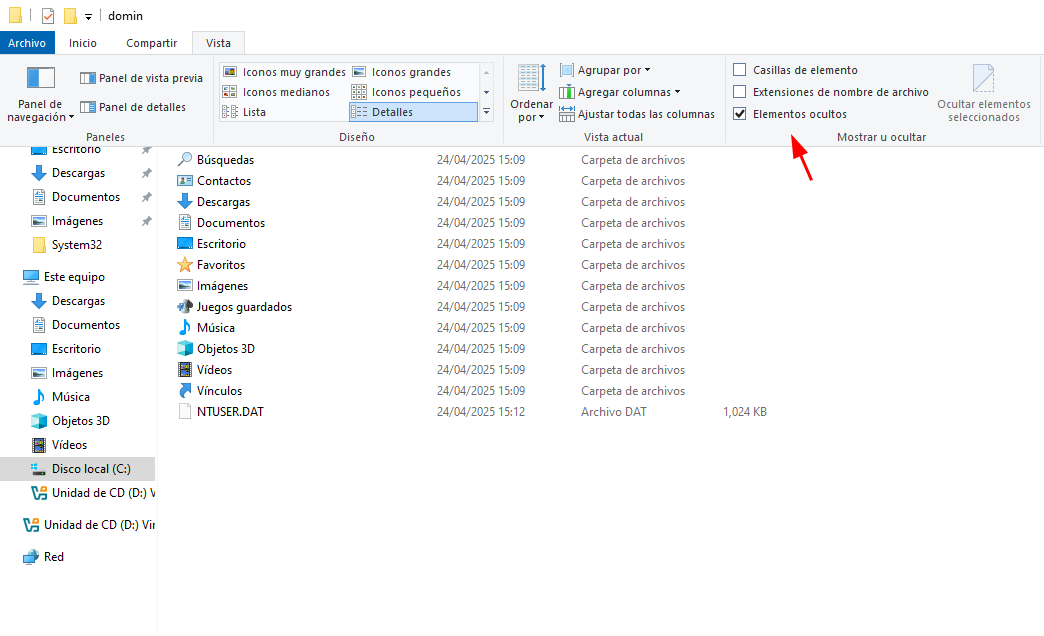 domin
Archivo Inicio Compartir Vista
Panel de navegación
Panel de vista previa
Panel de detalles
Paneles
Iconos muy grandes Iconos grandes
Iconos medianos Iconos pequeños
Lista Detalles
Diseño
Ordenar por
Agrupar por
Agregar columnas
Ajustar todas las columnas
Vista actual
Casillas de elemento
Extensiones de nombre de archivo
Elementos ocultos
Ocultar elementos
seleccionados
Mostrar u ocultar
Escritorio
Descargas
Documentos
Imágenes
System32
Este equipo
Descargas
Documentos
Escritorio
Imágenes
Música
Objetos 3D
Vídeos
Disco local (C:)
Unidad de CD (D:) V
Unidad de CD (D:) Vir
Red
Búsquedas 24/04/2025 15:09 Carpeta de archivos
Contactos 24/04/2025 15:09 Carpeta de archivos
Descargas 24/04/2025 15:09 Carpeta de archivos
Documentos 24/04/2025 15:09 Carpeta de archivos
Escritorio 24/04/2025 15:09 Carpeta de archivos
Favoritos 24/04/2025 15:09 Carpeta de archivos
Imágenes 24/04/2025 15:09 Carpeta de archivos
Juegos guardados 24/04/2025 15:09 Carpeta de archivos
Música 24/04/2025 15:09 Carpeta de archivos
Objetos 3D 24/04/2025 15:09 Carpeta de archivos
Vídeos 24/04/2025 15:09 Carpeta de archivos
Vínculos 24/04/2025 15:09 Carpeta de archivos
NTUSER.DAT 24/04/2025 15:12 Archivo DAT 1,024 KB